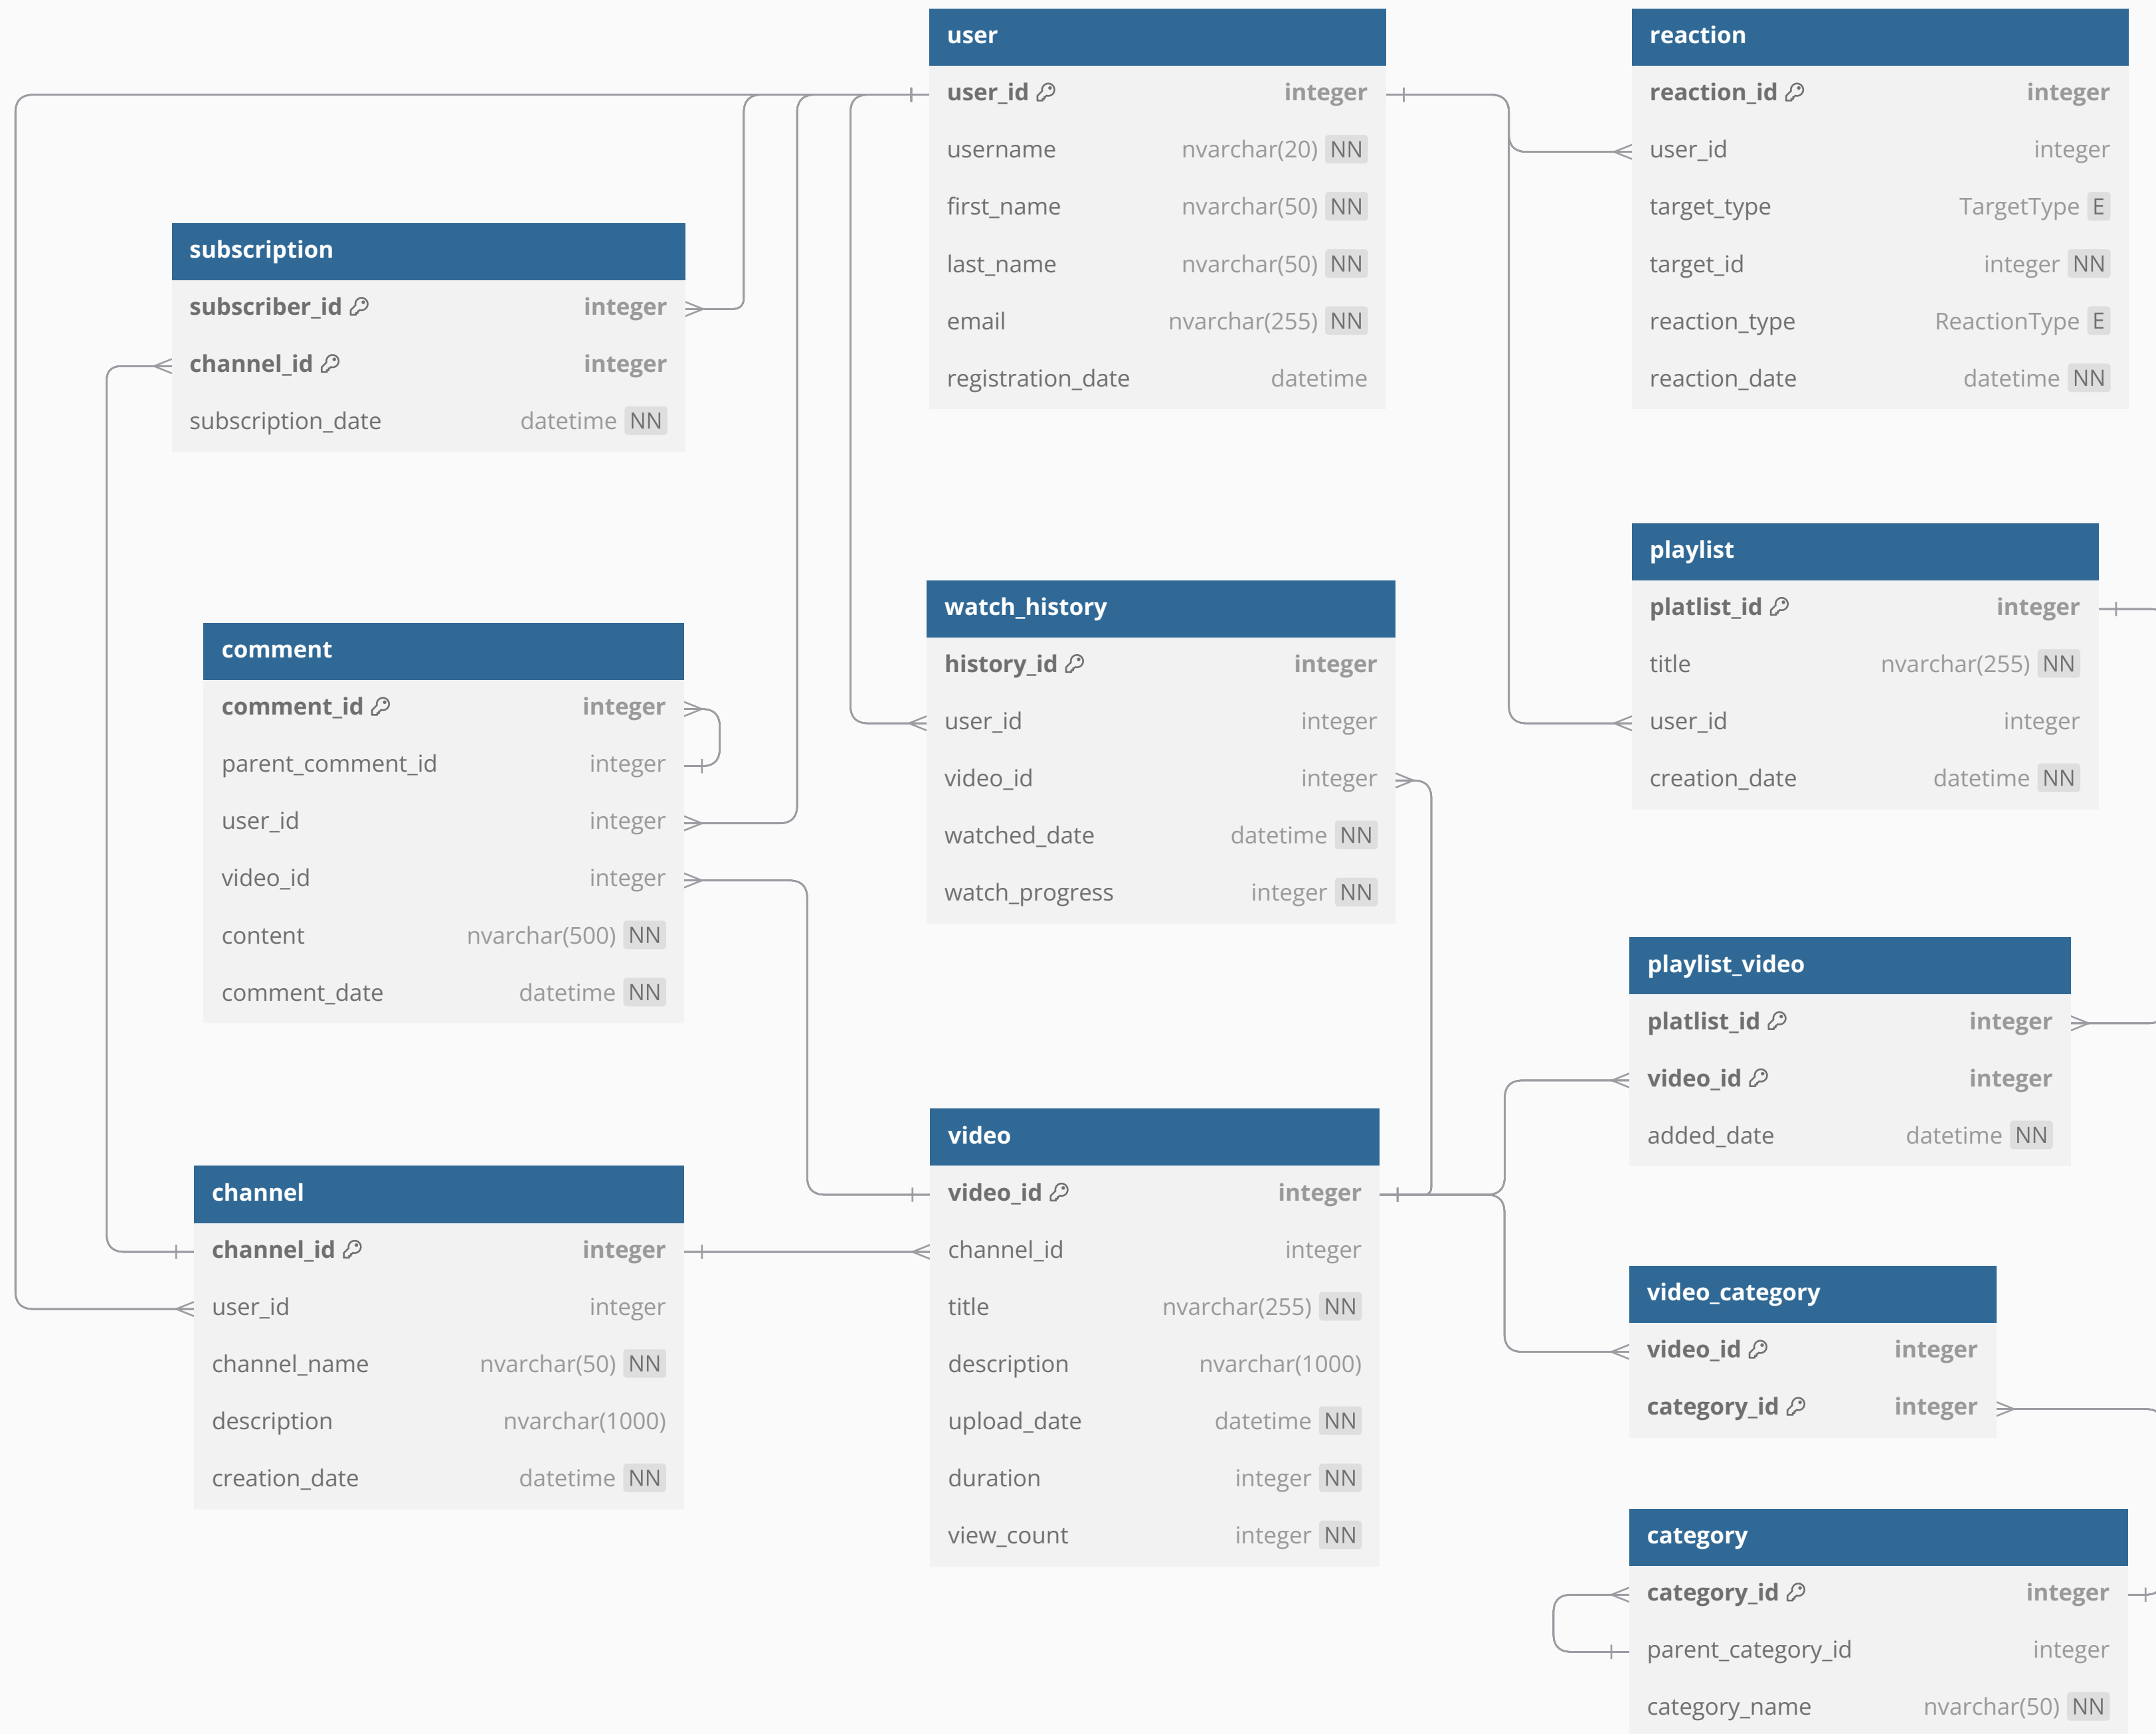 user
user_id integer
username nvarchar(20) NN
first_name nvarchar(50) NN
last_name nvarchar(50) NN
email nvarchar(255) NN
registration_date datetime
reaction
reaction_id integer
user_id integer
target_type TargetType E
target_id integer NN
reaction_type ReactionType E
reaction_date datetime NN
subscription
subscriber_id integer
channel_id integer
subscription_date datetime NN
playlist
platlist_id integer
title nvarchar(255) NN
user_id integer
creation_date datetime NN
watch_history
history_id integer
user_id integer
video_id integer
watched_date datetime NN
watch_progress integer NN
comment
comment_id integer
parent_comment_id integer
user_id integer
video_id integer
content nvarchar(500) NN
comment_date datetime NN
playlist_video
platlist_id integer
video_id integer
added_date datetime NN
video
video_id integer
channel_id integer
title nvarchar(255) NN
description nvarchar(1000)
upload_date datetime NN
duration integer NN
view_count integer NN
channel
channel_id integer
user_id integer
channel_name nvarchar(50) NN
description nvarchar(1000)
creation_date datetime NN
video_category
video_id integer
category_id integer
category
category_id integer
parent_category_id integer
category_name nvarchar(50) NN